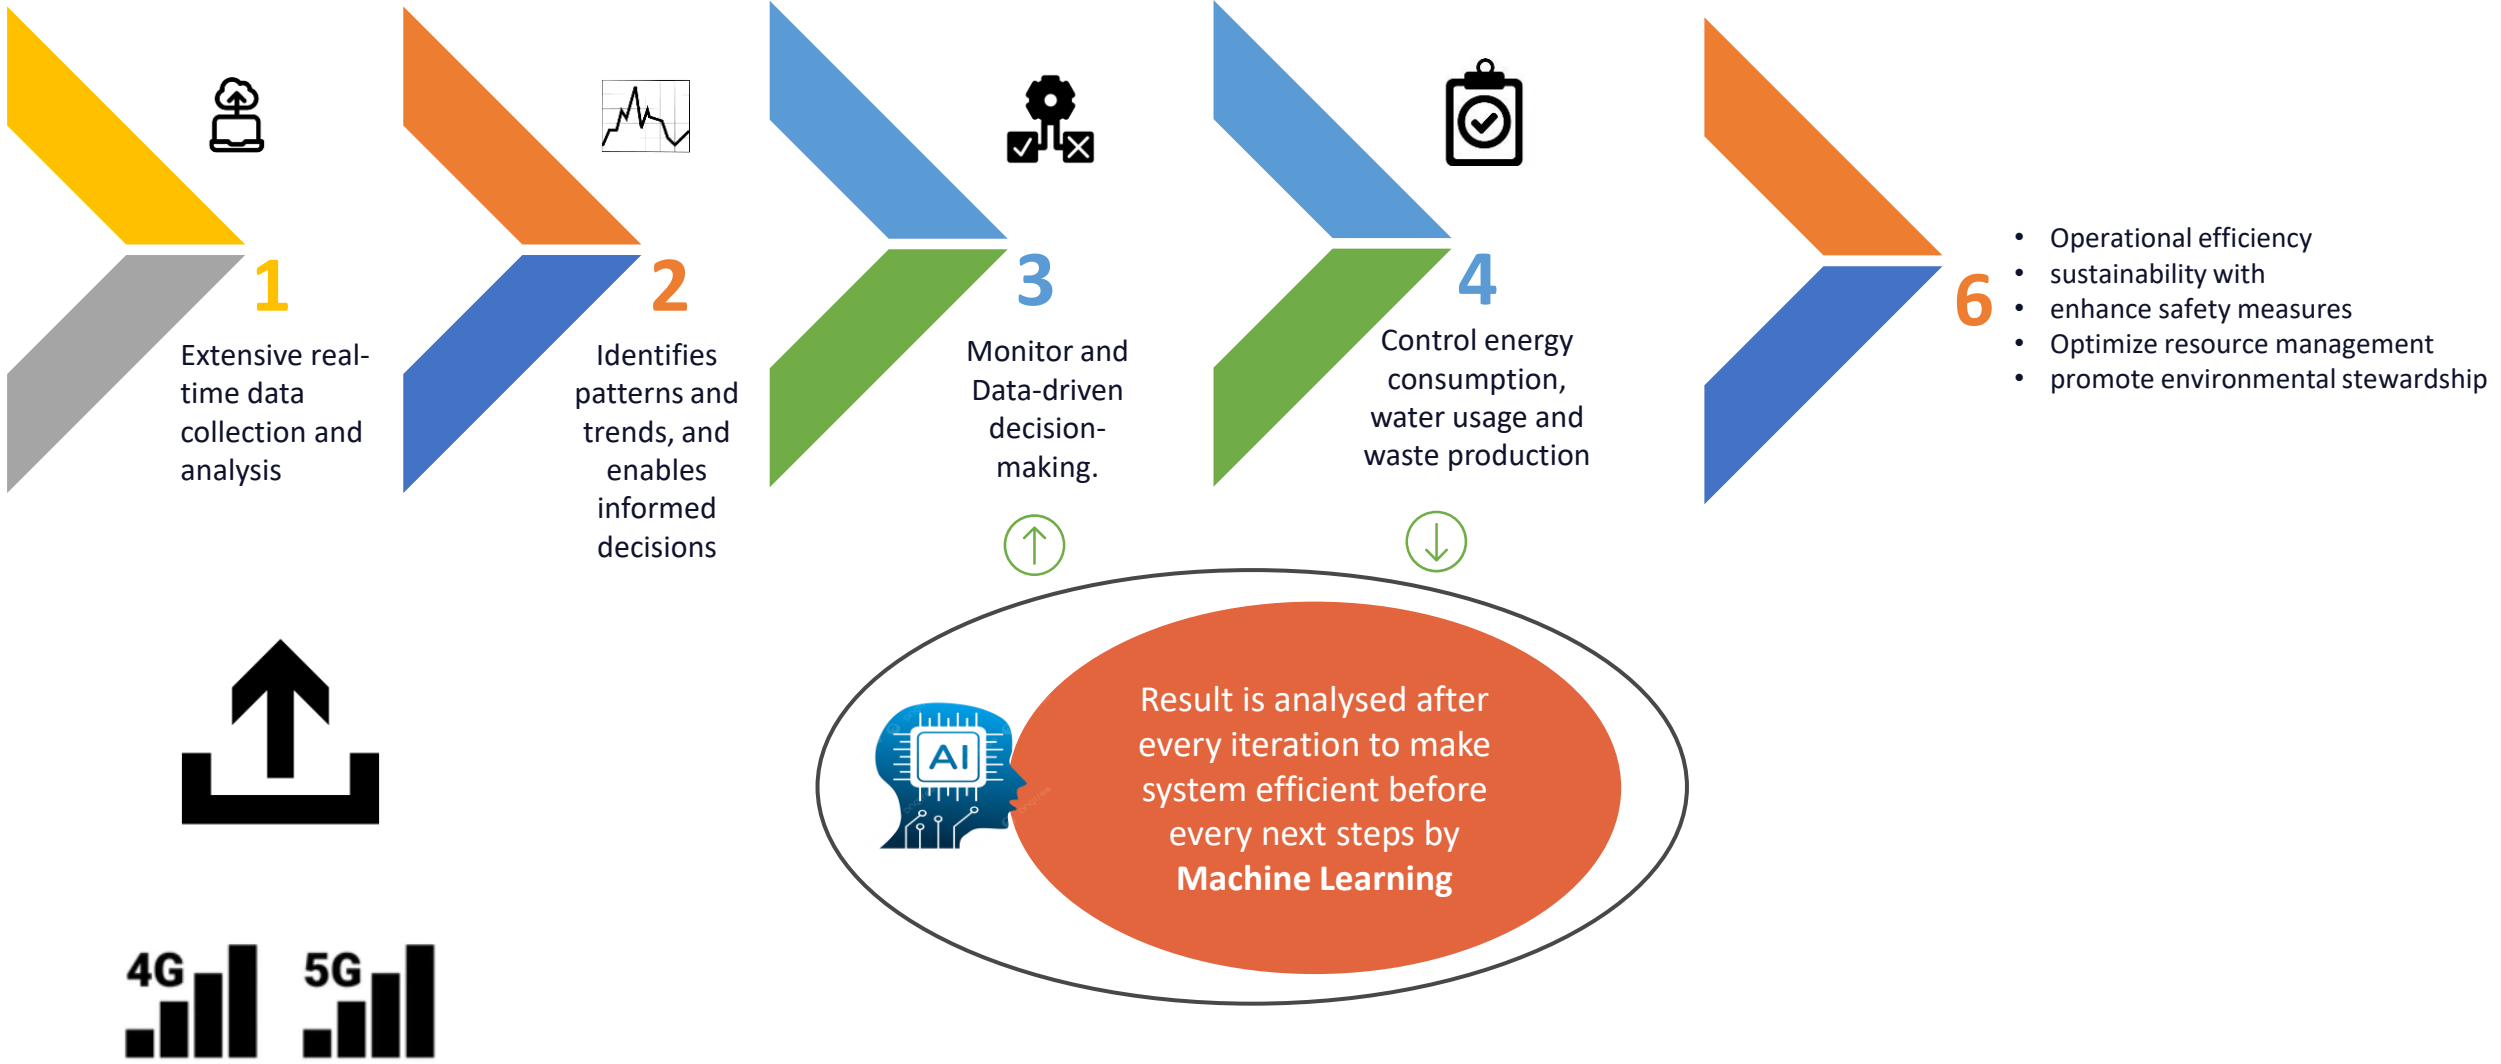 1
Extensive real-
time data
collection and
analysis
2
Identifies
patterns and
trends, and
enables
informed
decisions
3
Monitor and
Data-driven
decision-
making.
4
Control energy
consumption,
water usage and
waste production
6
• Operational efficiency
• sustainability with
• enhance safety measures
• Optimize resource management
• promote environmental stewardship
AI
Result is analysed after
every iteration to make
system efficient before
every next steps by
Machine Learning
4G
5G